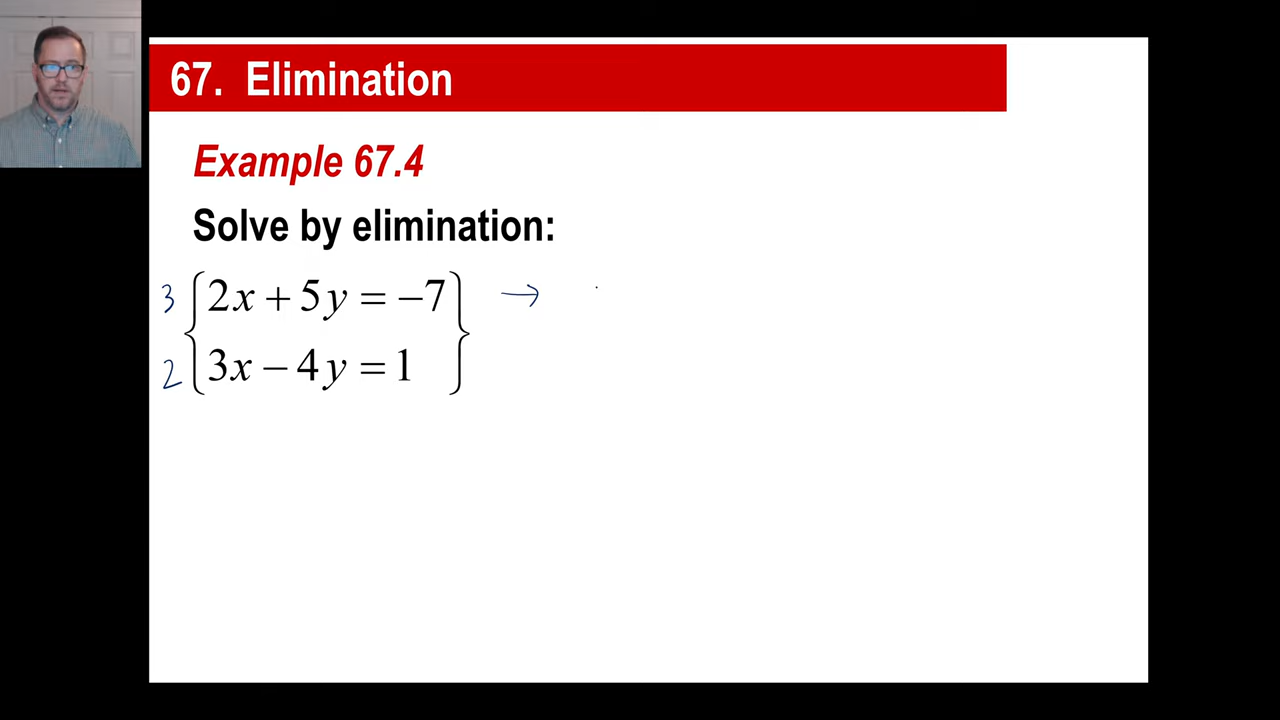 67. Elimination
Example 67.4
Solve by elimination:
3 {2x + 5y = −7} →
2 {3x − 4y = 1}